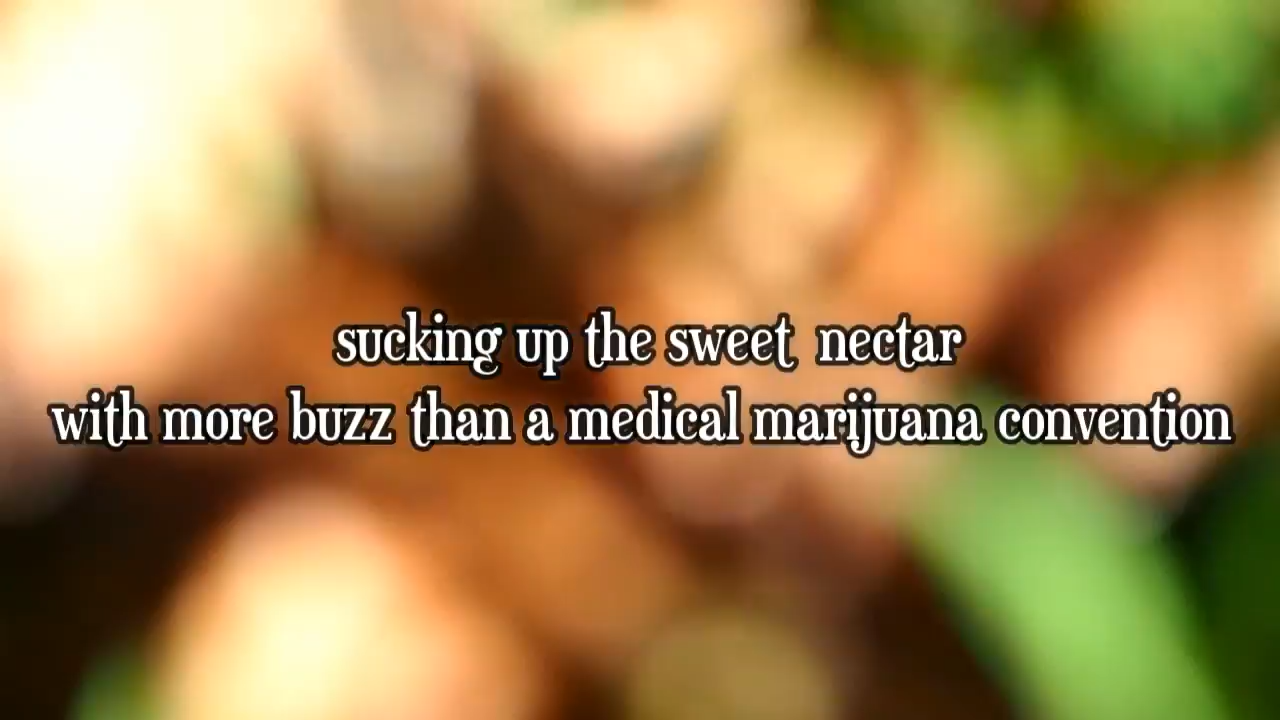 sucking up the sweet nectar
with more buzz than a medical marijuana convention